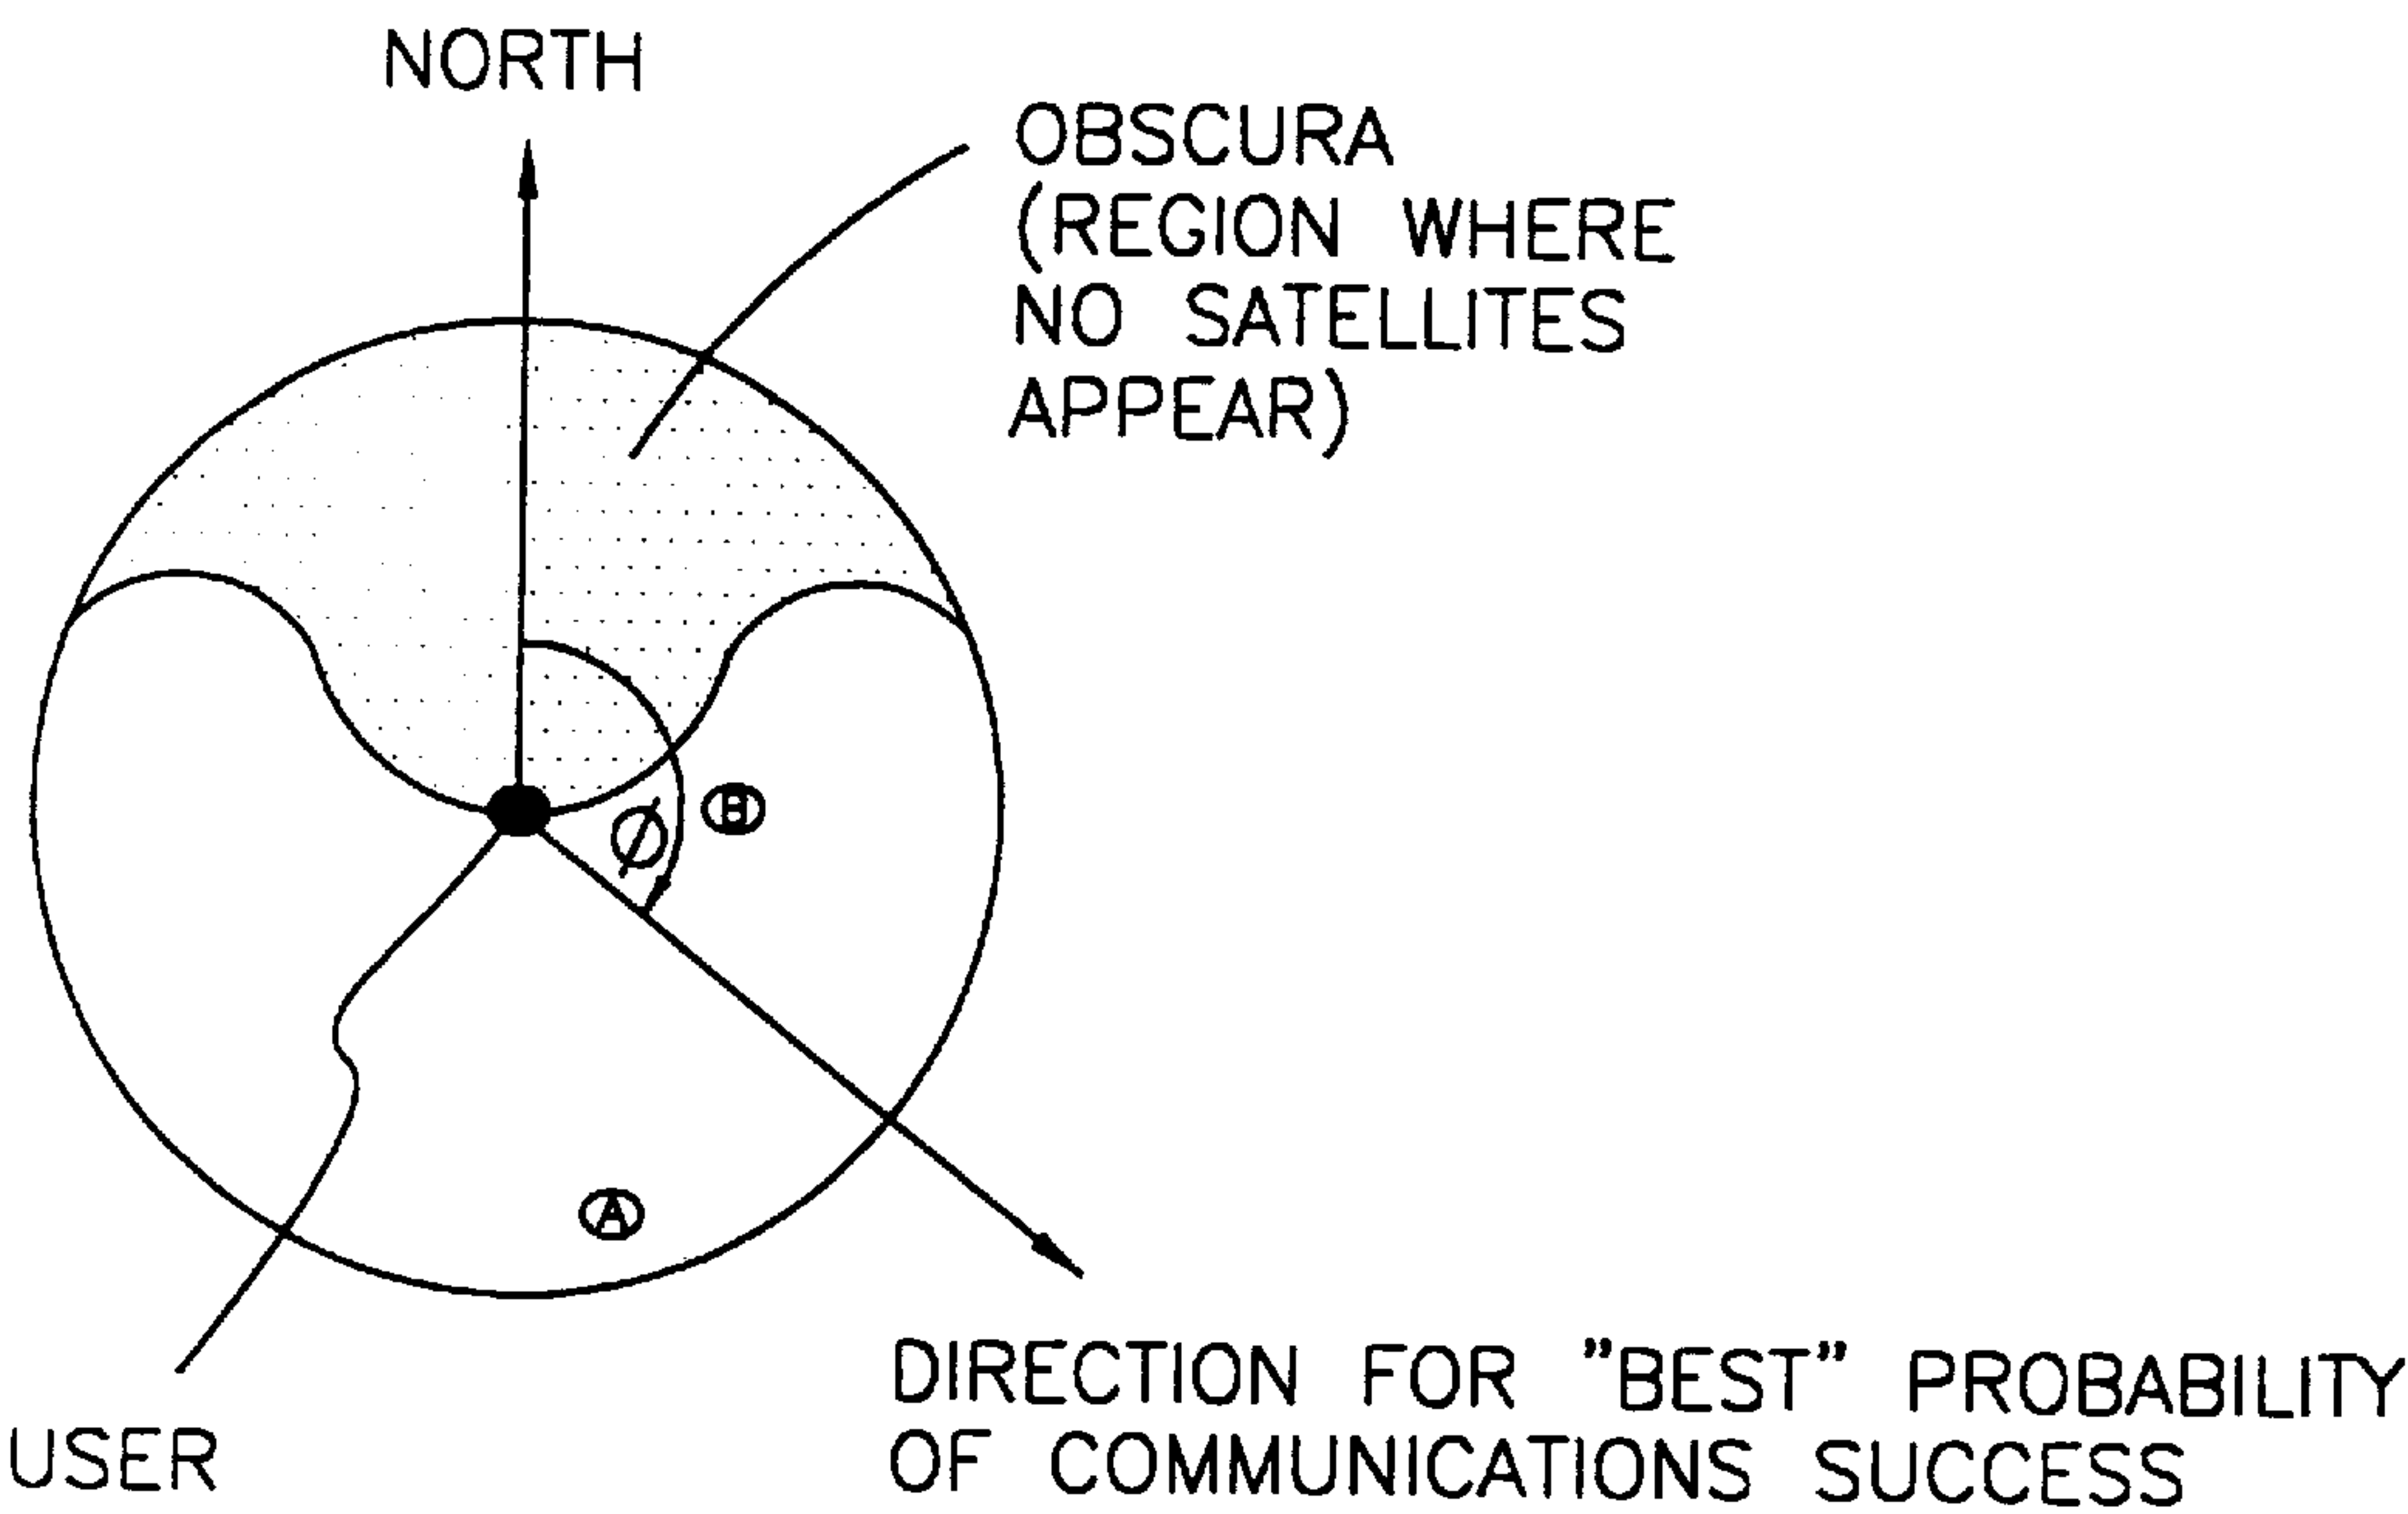 NORTH
OBSCURA
(REGION WHERE
NO SATELLITES
APPEAR)
Ø
B
A
DIRECTION FOR "BEST" PROBABILITY
OF COMMUNICATIONS SUCCESS
USER